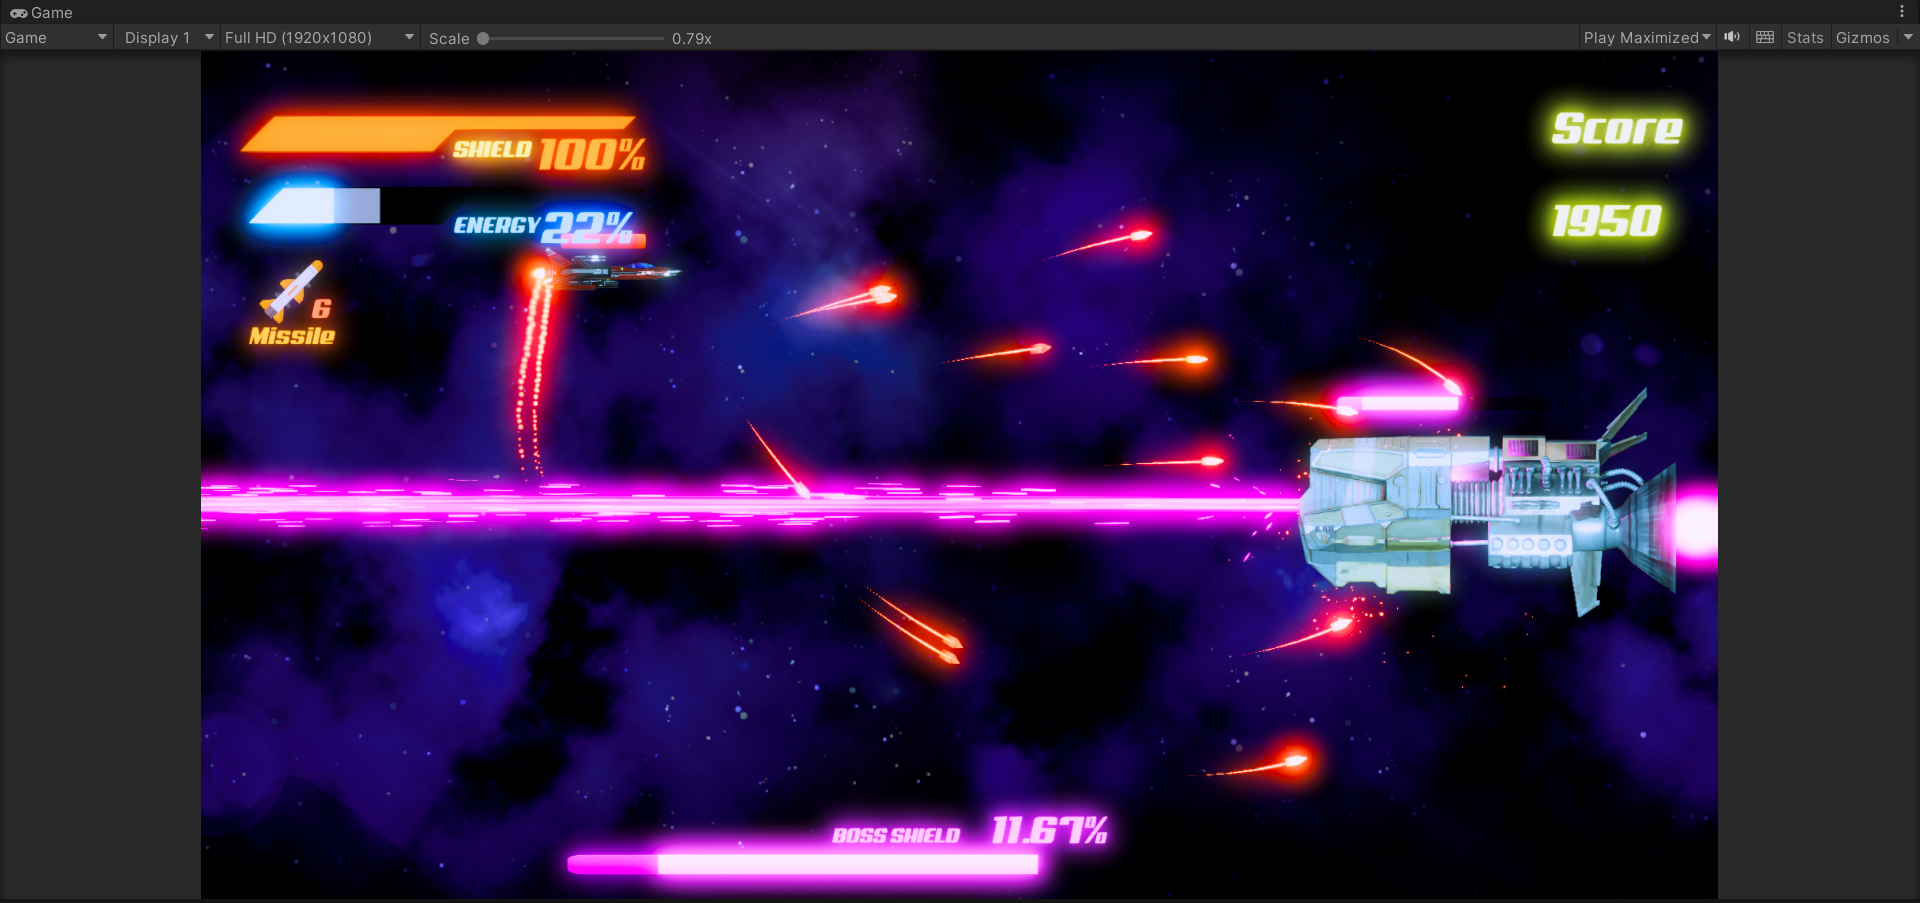 Game
Game Display 1 Full HD (1920x1080) Scale 0.79x Play Maximized Stats Gizmos
SHIELD 100%
Score
ENERGY 22%
1950
6
Missile
BOSS SHIELD 11.67%